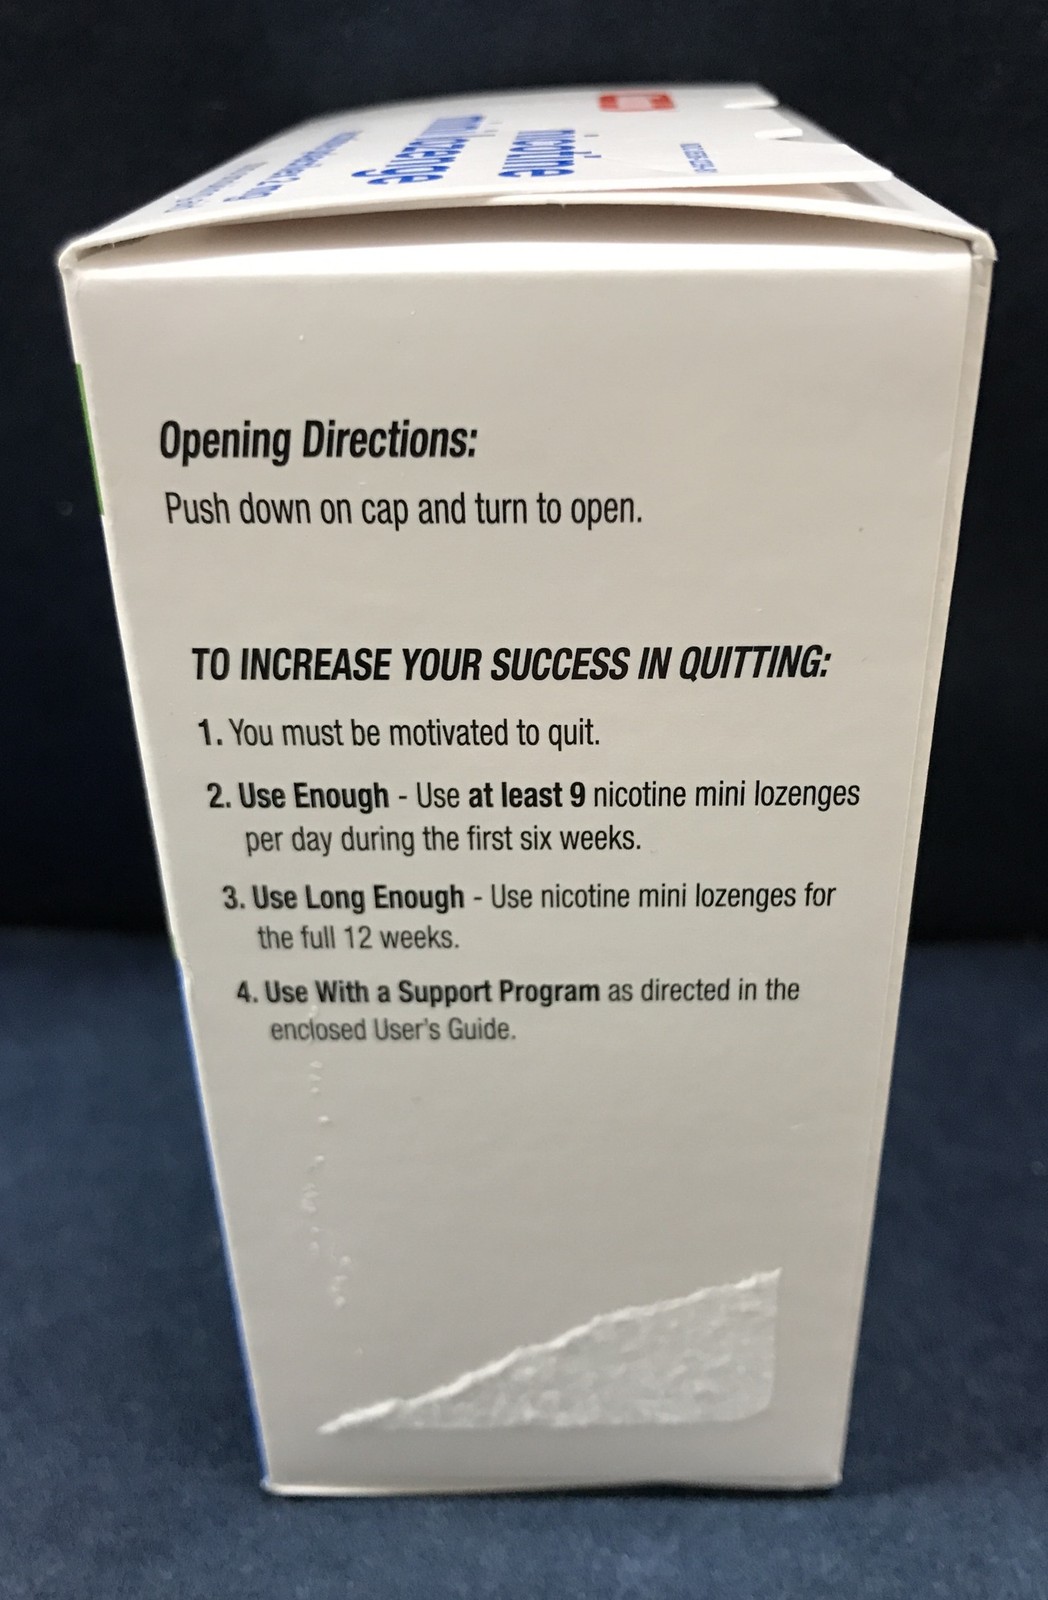 nicotine
mini lozenge
Opening Directions:
Push down on cap and turn to open.
TO INCREASE YOUR SUCCESS IN QUITTING:
1. You must be motivated to quit.
2. Use Enough - Use at least 9 nicotine mini lozenges
per day during the first six weeks.
3. Use Long Enough - Use nicotine mini lozenges for
the full 12 weeks.
4. Use With a Support Program as directed in the
enclosed User's Guide.